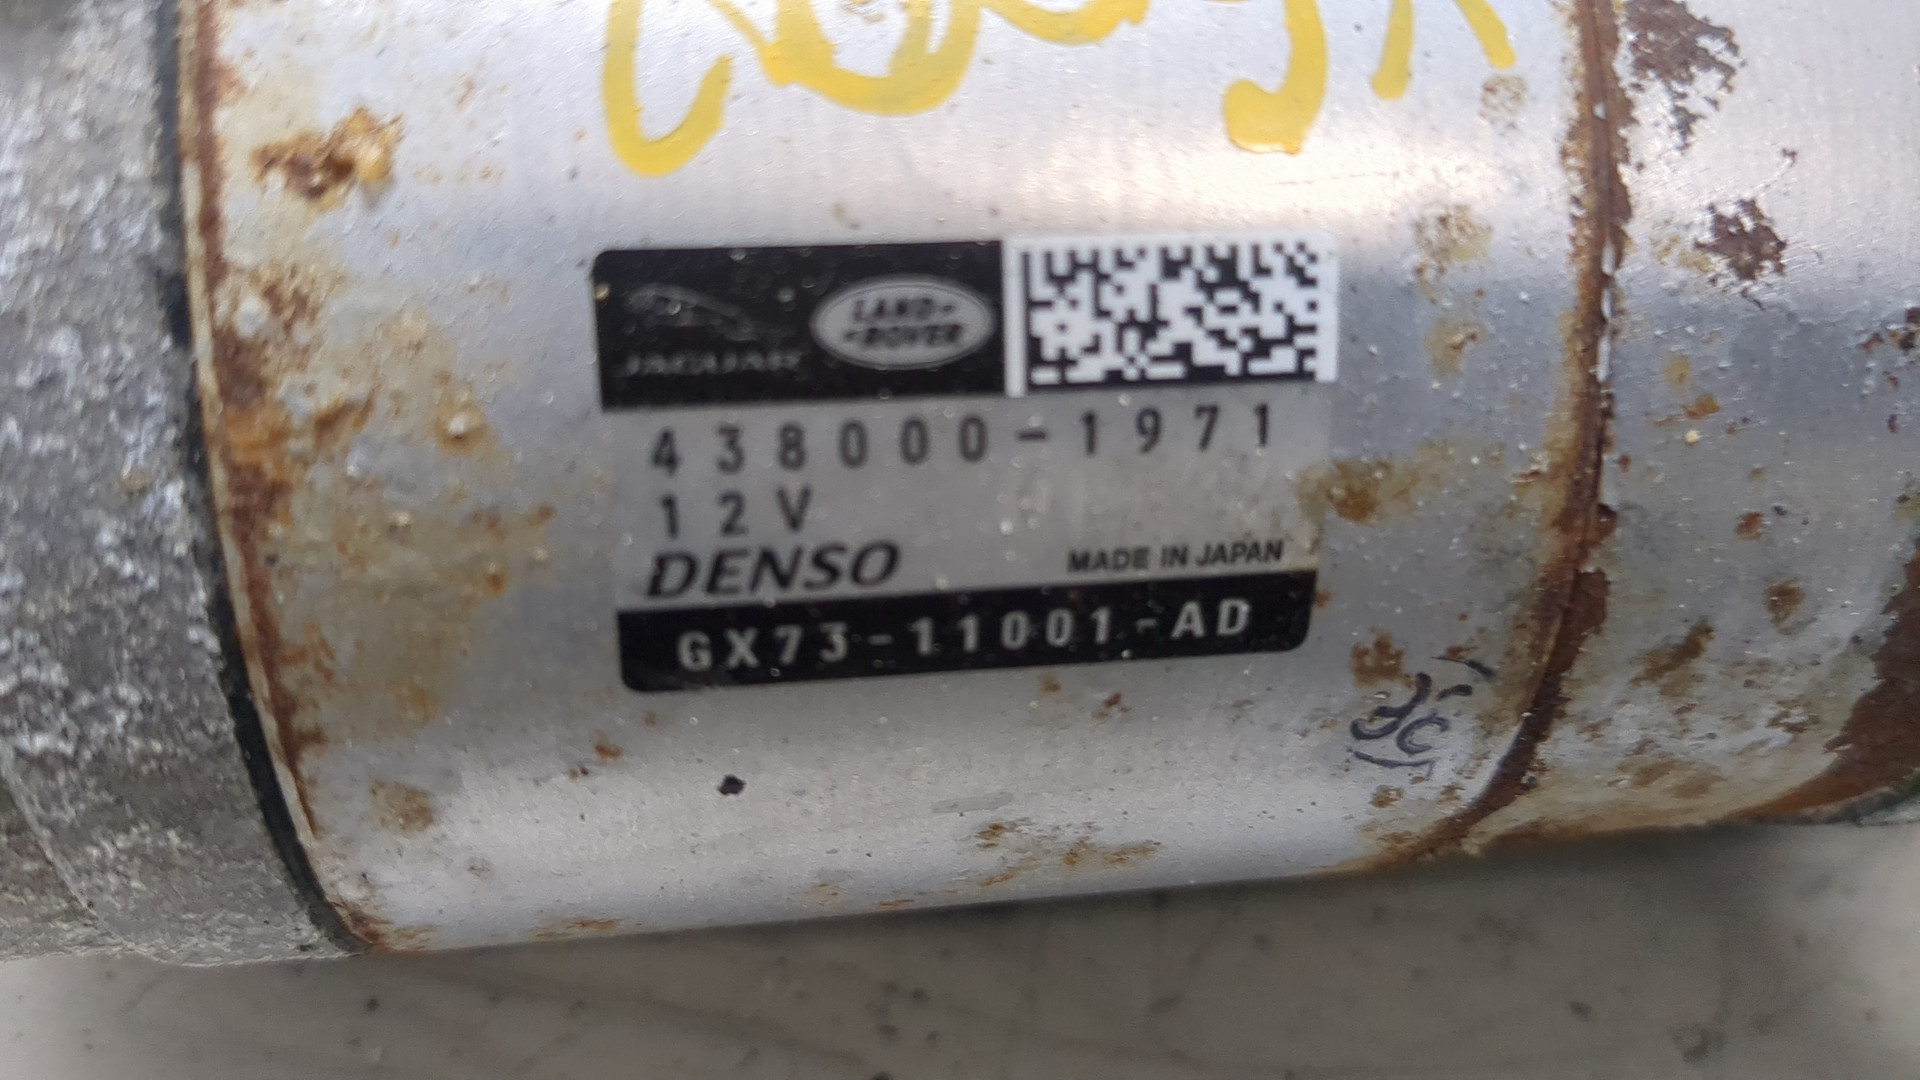 JAGUAR
LAND-
-ROVER
438000-1971
12V
DENSO
MADE IN JAPAN
GX73-11001-AD